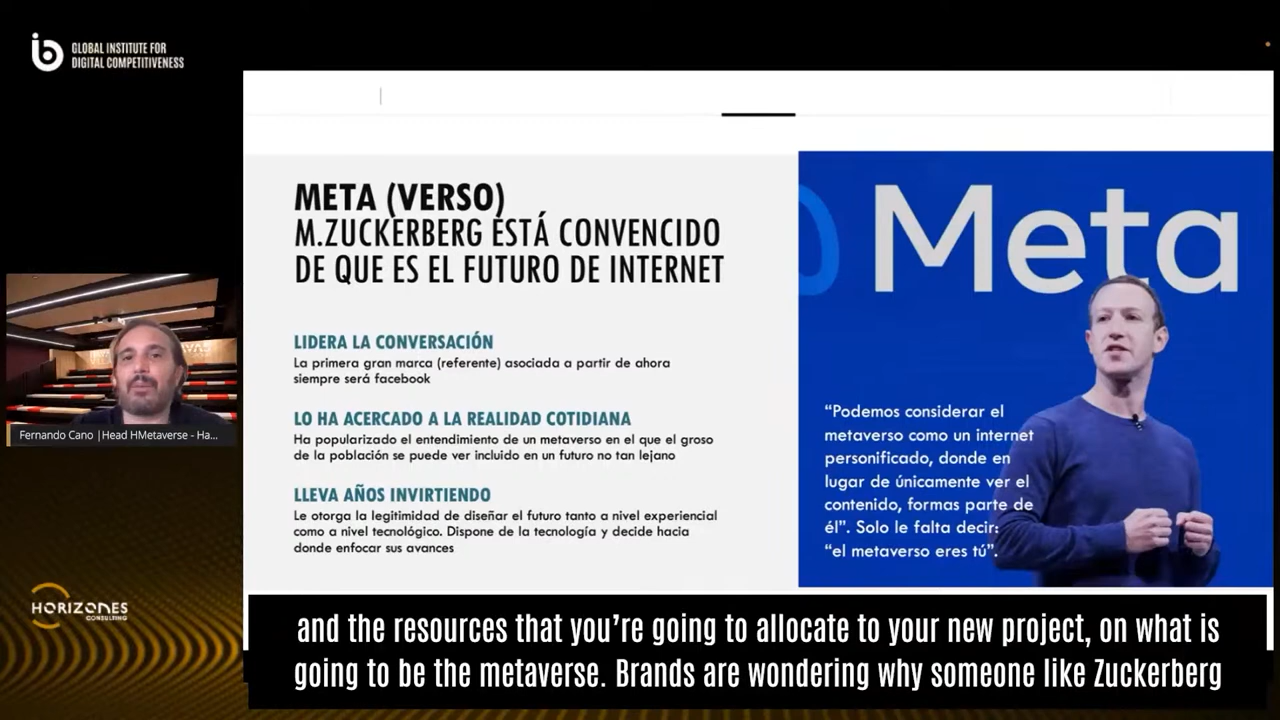 GLOBAL INSTITUTE FOR
DIGITAL COMPETITIVENESS
META (VERSO)
M.ZUCKERBERG ESTÁ CONVENCIDO
DE QUE ES EL FUTURO DE INTERNET
LIDERA LA CONVERSACIÓN
La primera gran marca (referente) asociada a partir de ahora
siempre será facebook
LO HA ACERCADO A LA REALIDAD COTIDIANA
Ha popularizado el entendimiento de un metaverso en el que el groso
de la población se puede ver incluido en un futuro no tan lejano
LLEVA AÑOS INVIRTIENDO
Le otorga la legitimidad de diseñar el futuro tanto a nivel experiencial
como a nivel tecnológico. Dispone de la tecnología y decide hacia
donde enfocar sus avances
Meta
“Podemos considerar el
metaverso como un internet
personificado, donde en
lugar de únicamente ver el
contenido, formas parte de
él”. Solo le falta decir:
“el metaverso eres tú”.
Fernando Cano |Head HMetaverse - Ha...
HORIZONES
CONSULTING
and the resources that you’re going to allocate to your new project, on what is
going to be the metaverse. Brands are wondering why someone like Zuckerberg